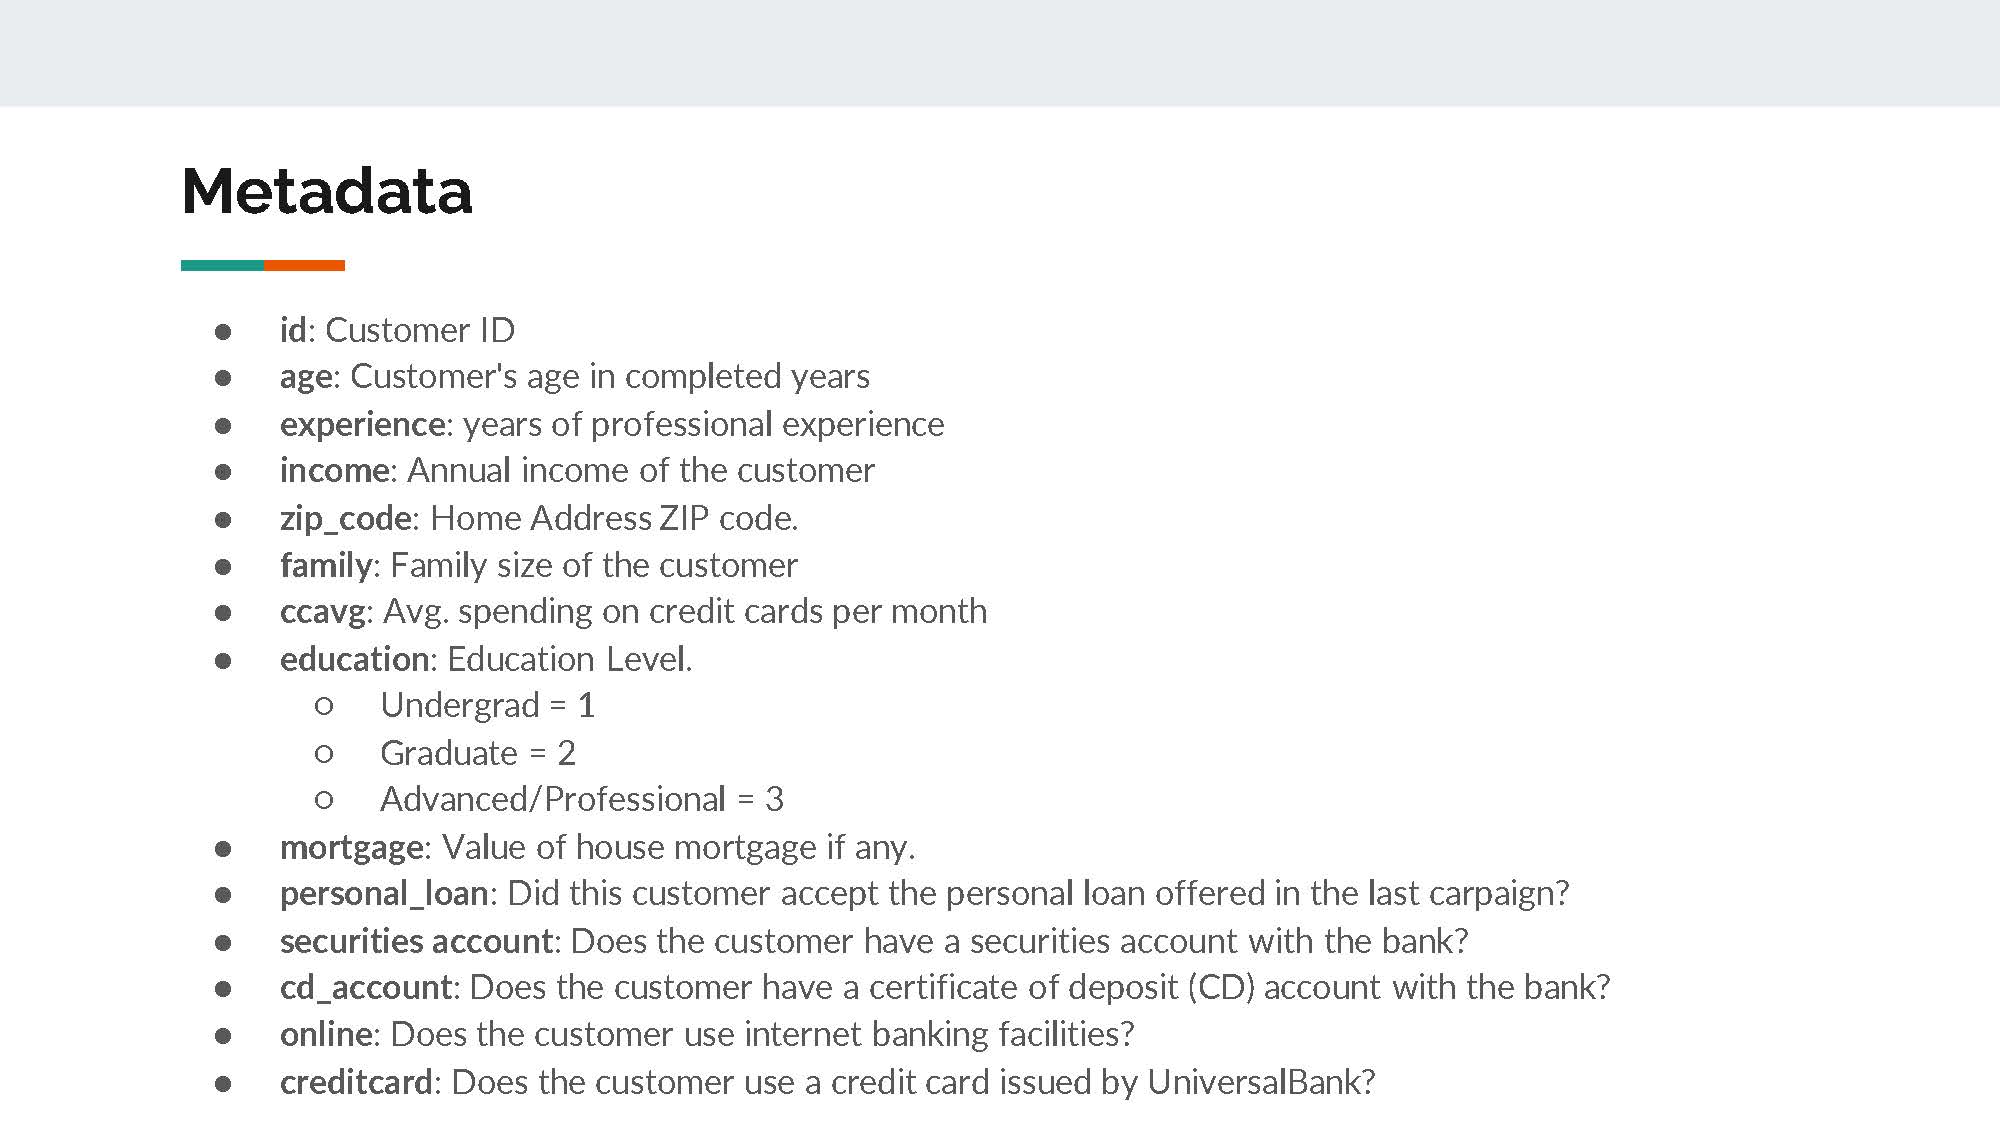 Metadata
● id: Customer ID
● age: Customer's age in completed years
● experience: years of professional experience
● income: Annual income of the customer
● zip_code: Home Address ZIP code.
● family: Family size of the customer
● ccavg: Avg. spending on credit cards per month
● education: Education Level.
○ Undergrad = 1
○ Graduate = 2
○ Advanced/Professional = 3
● mortgage: Value of house mortgage if any.
● personal_loan: Did this customer accept the personal loan offered in the last carpaign?
● securities account: Does the customer have a securities account with the bank?
● cd_account: Does the customer have a certificate of deposit (CD) account with the bank?
● online: Does the customer use internet banking facilities?
● creditcard: Does the customer use a credit card issued by UniversalBank?